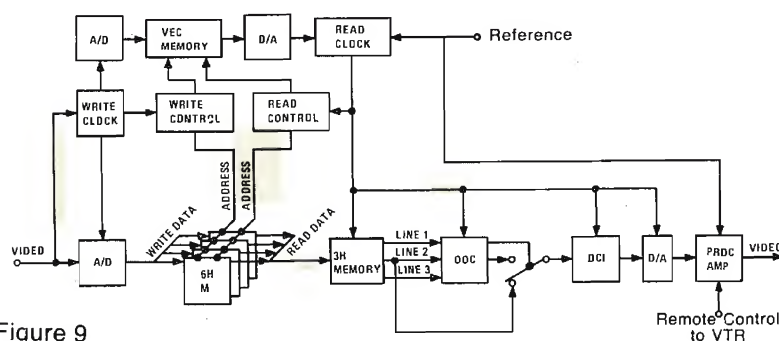 A/D
VEC
MEMORY
D/A
READ
CLOCK
Reference
WRITE
CLOCK
WRITE
CONTROL
READ
CONTROL
ADDRESS
ADDRESS
WRITE DATA
READ DATA
VIDEO
A/D
6H
M
3H
MEMORY
LINE 1
LINE 2
LINE 3
DOC
DCI
D/A
PRDC
AMP
VIDEO
Figure 9
Remote Control
to VTR